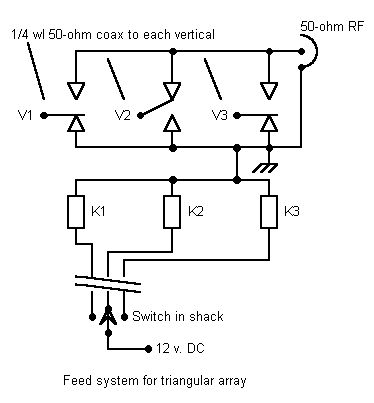 50-ohm RF
1/4 wl 50-ohm coax to each vertical
V1
V2
V3
K1
K2
K3
Switch in shack
12 v. DC
Feed system for triangular array